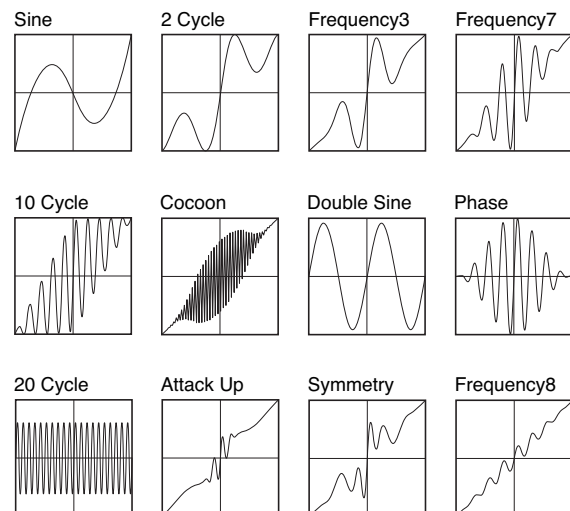 Sine
2 Cycle
Frequency3
Frequency7
10 Cycle
Cocoon
Double Sine
Phase
20 Cycle
Attack Up
Symmetry
Frequency8